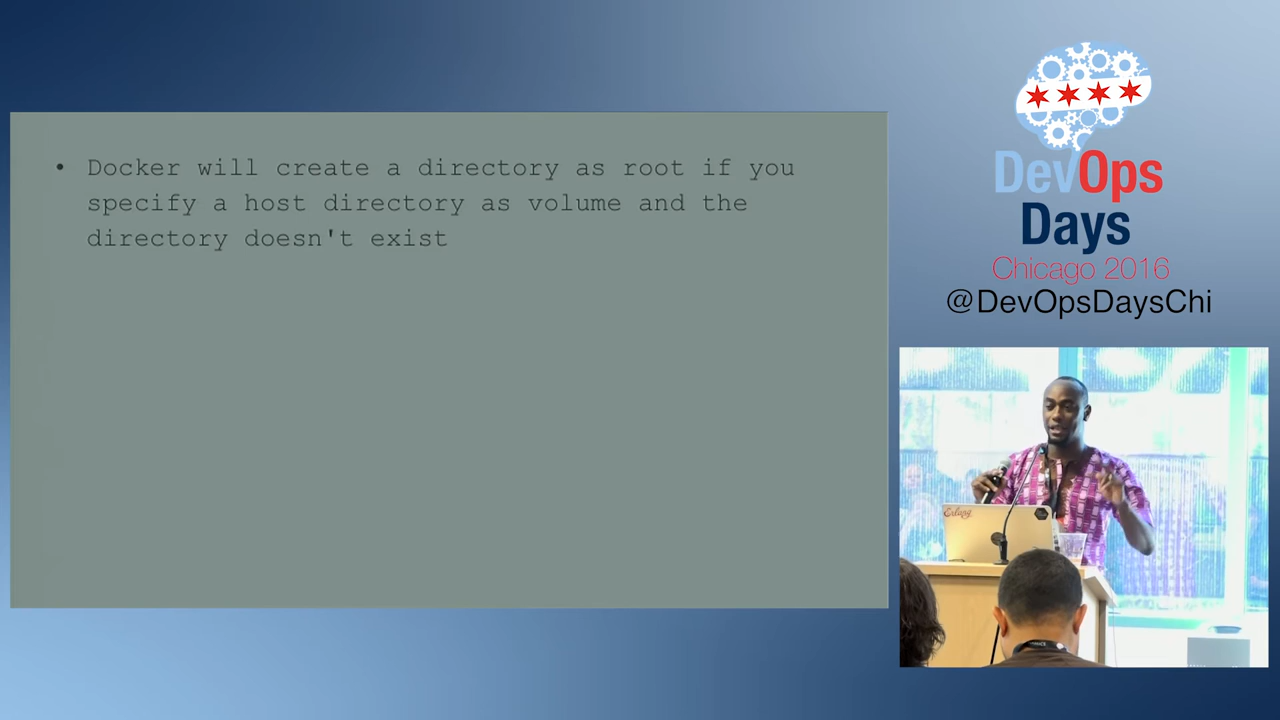 • Docker will create a directory as root if you
specify a host directory as volume and the
directory doesn't exist
DevOps
Days
Chicago 2016
@DevOpsDaysChi
Erlang